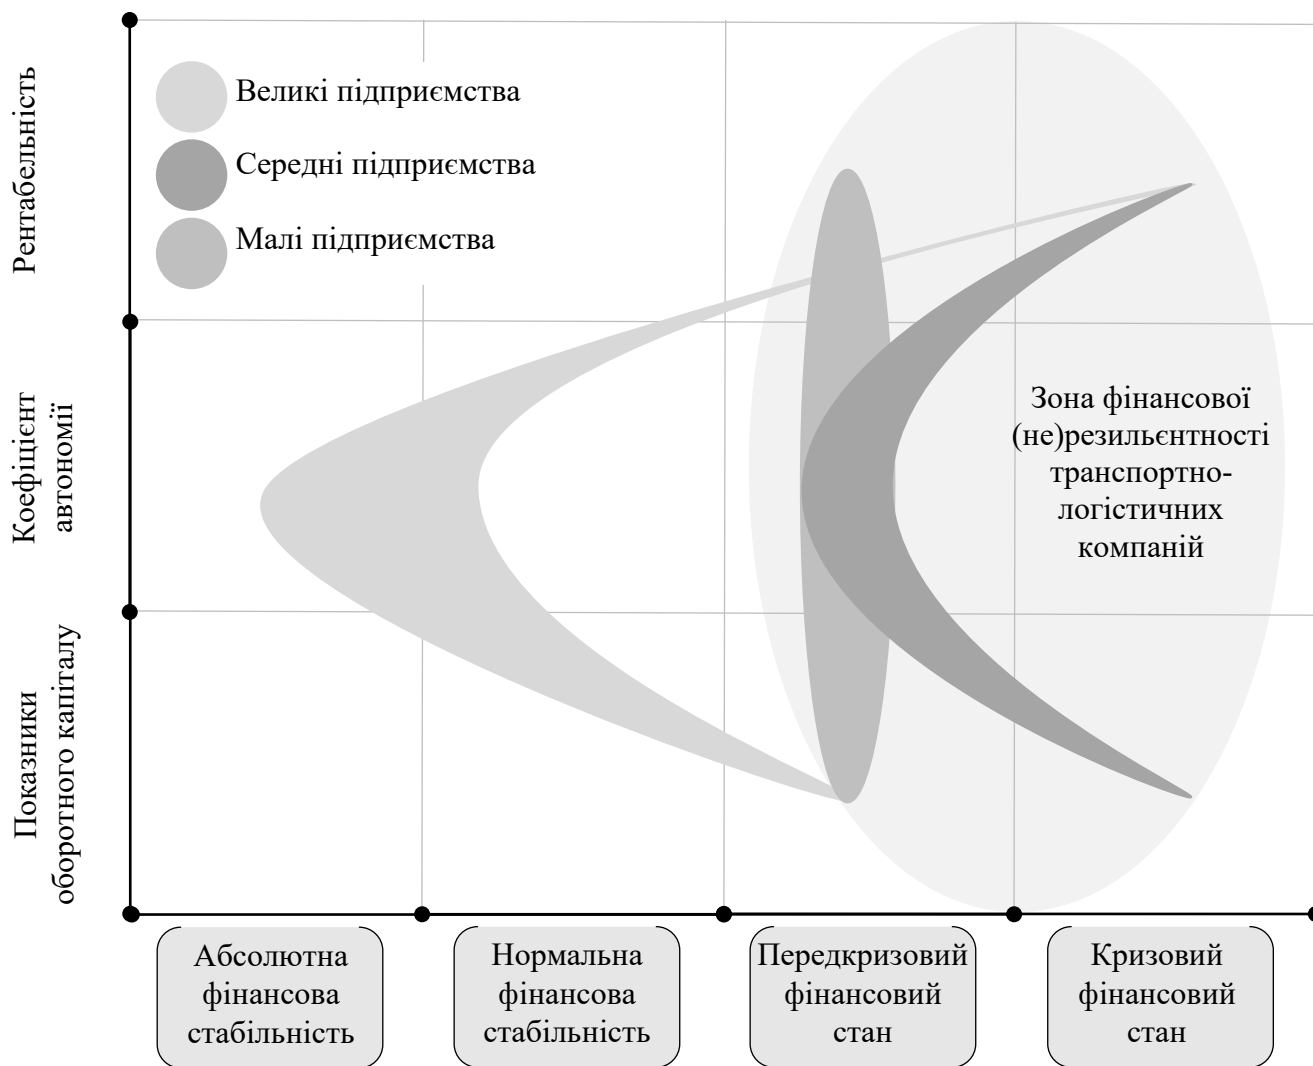 Рентабельність
Коефіцієнт
автономії
Показники
оборотного капіталу
Великі підприємства
Середні підприємства
Малі підприємства
Зона фінансової
(не)резильєнтності
транспортно-
логістичних
компаній
Абсолютна
фінансова
стабільність
Нормальна
фінансова
стабільність
Передкризовий
фінансовий
стан
Кризовий
фінансовий
стан